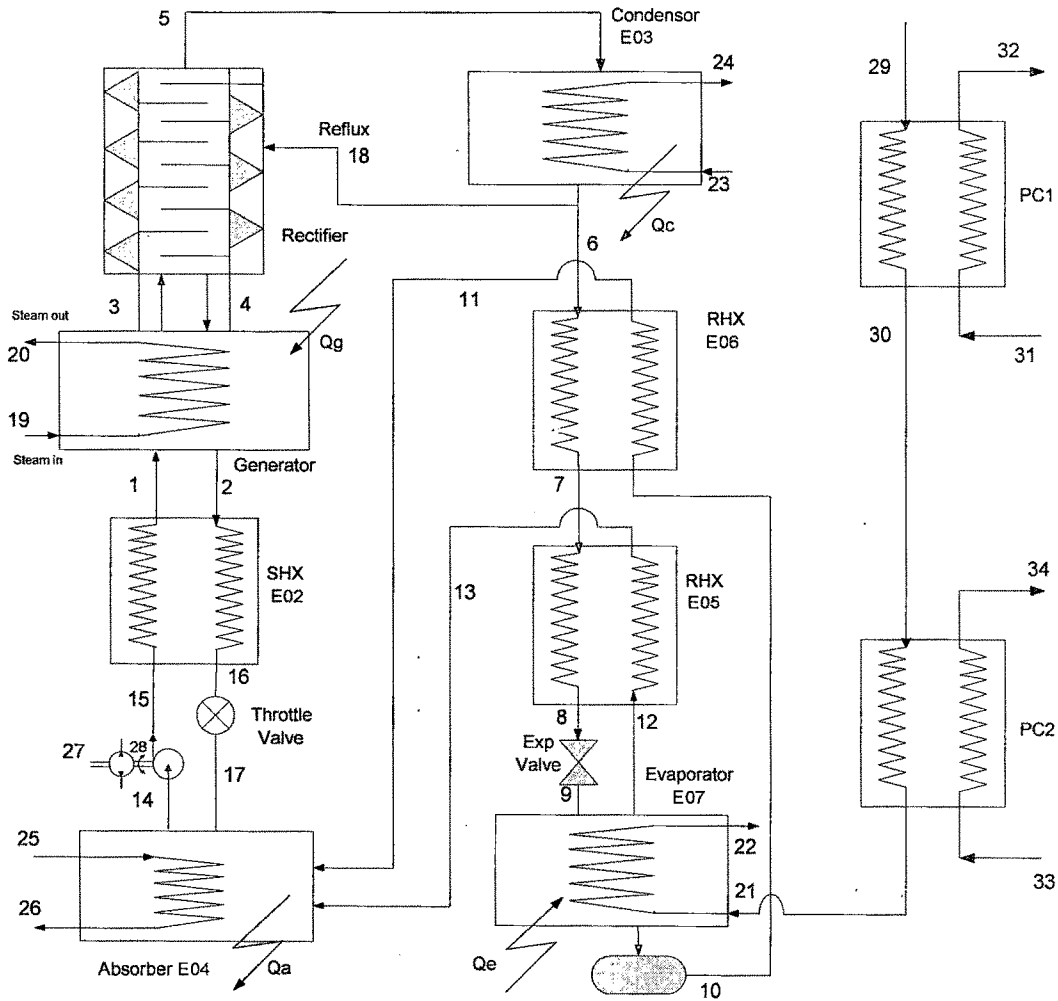 5
Condensor
E03
24
29
32
Reflux
18
23
PC1
Rectifier
Qc
6
3
4
11
Steam out
20
Qg
RHX
E06
30
31
19
Steam in
Generator
1
2
7
SHX
E02
13
RHX
E05
34
16
15
8
12
Throttle
Valve
PC2
27
28
Exp
Valve
17
14
9
Evaporator
E07
25
22
33
21
26
Absorber E04
Qa
Qe
10